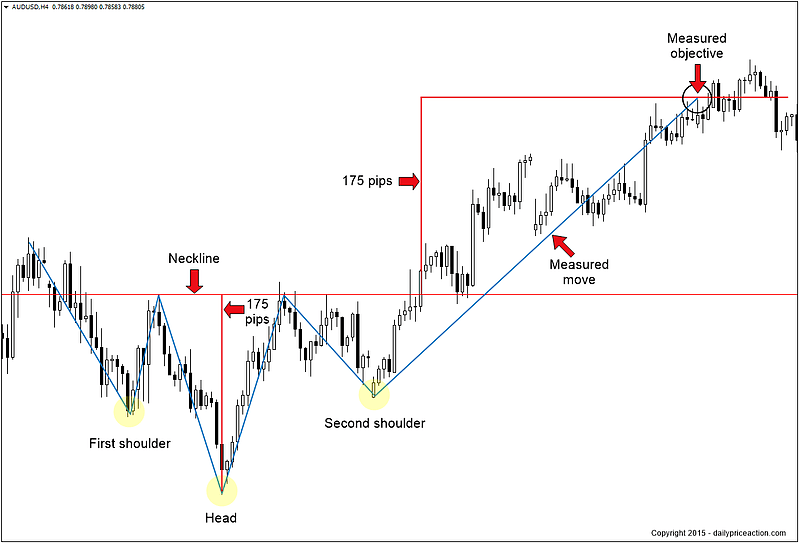 AUDUSD,H4 0.78618 0.78980 0.78583 0.78805
Measured
objective
175 pips
Neckline
Measured
move
175
pips
Second shoulder
First shoulder
Head
Copyright 2015 - dailypriceaction.com